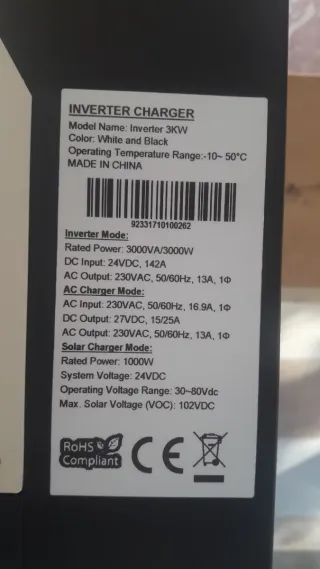 INVERTER CHARGER
Model Name: Inverter 3KW
Color: White and Black
Operating Temperature Range:-10~ 50°C
MADE IN CHINA
92331710100262
Inverter Mode:
Rated Power: 3000VA/3000W
DC Input: 24VDC, 142A
AC Output: 230VAC, 50/60Hz, 13A, 1Φ
AC Charger Mode:
AC Input: 230VAC, 50/60Hz, 16.9A, 1Φ
DC Output: 27VDC, 15/25A
AC Output: 230VAC, 50/60Hz, 13A, 1Φ
Solar Charger Mode:
Rated Power: 1000W
System Voltage: 24VDC
Operating Voltage Range: 30~80Vdc
Max. Solar Voltage (VOC): 102VDC
RoHS
Compliant
CE